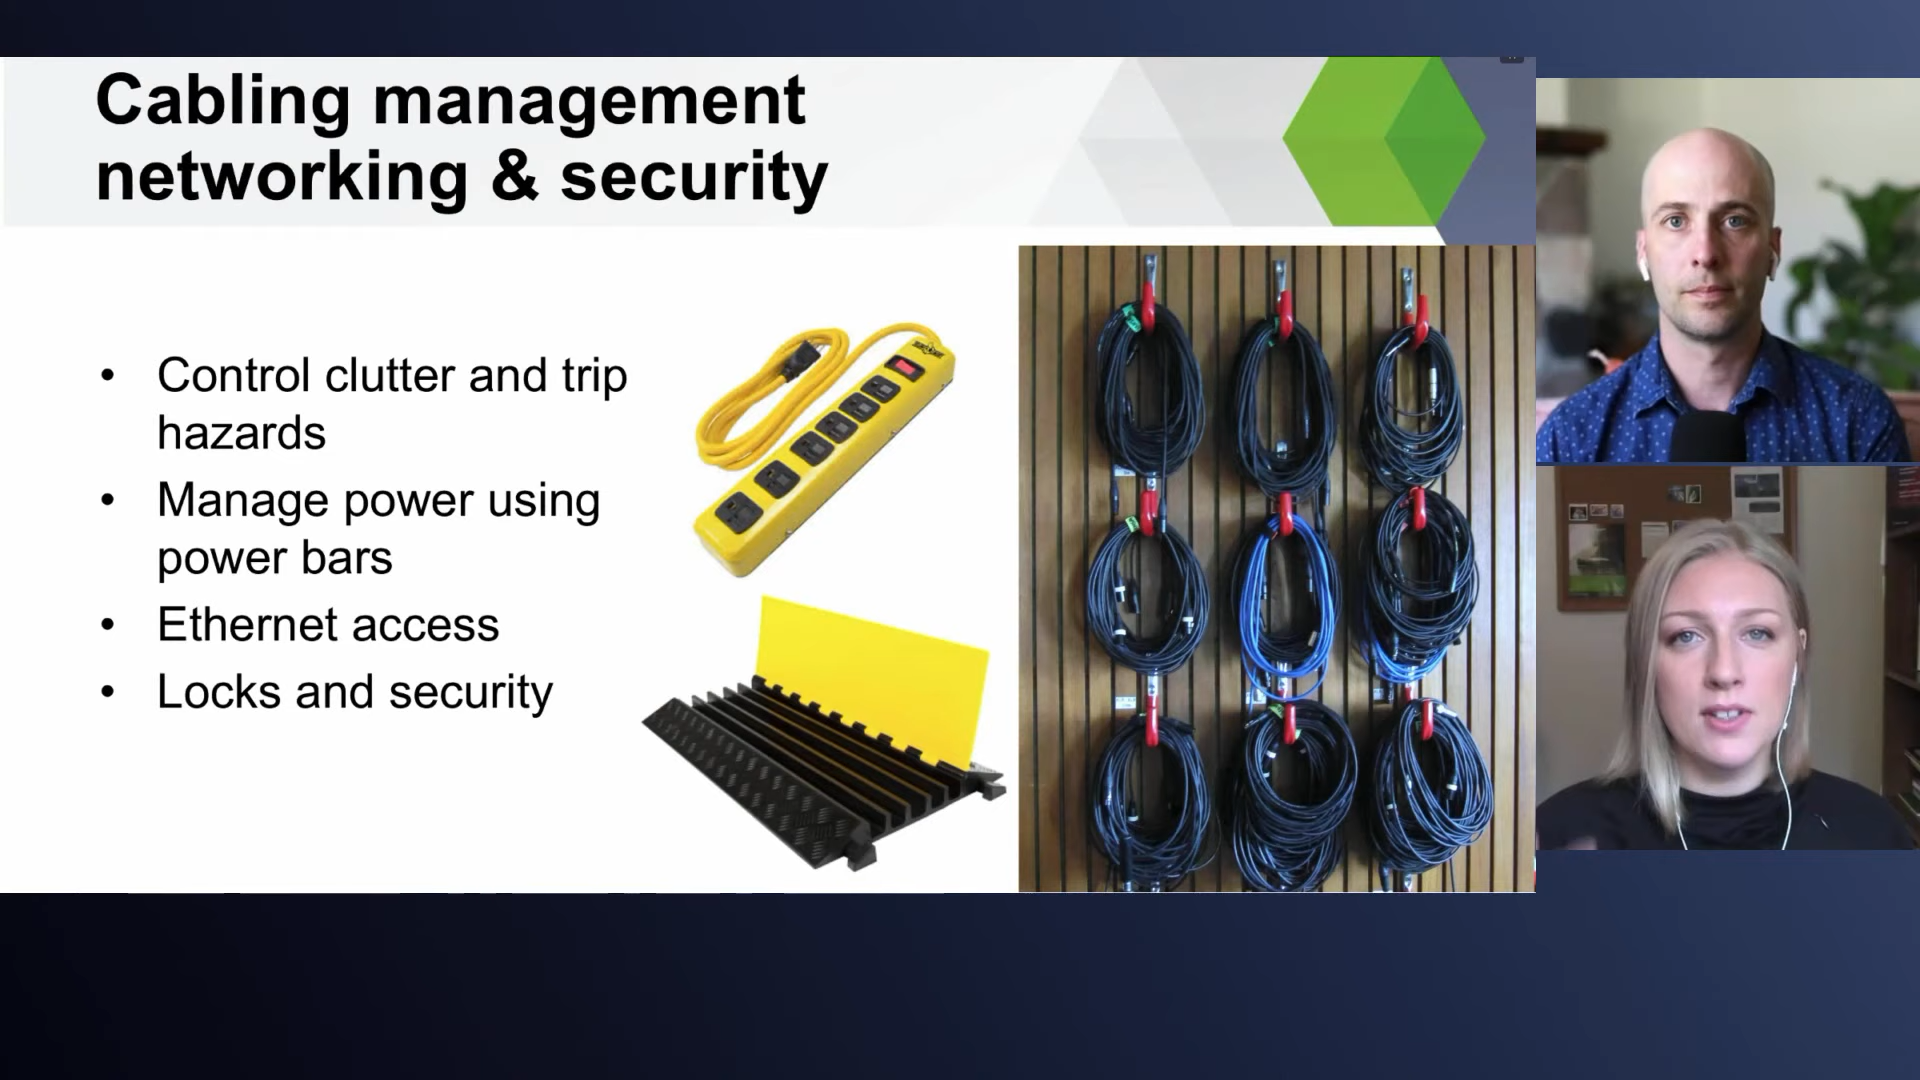 Cabling management
networking & security
• Control clutter and trip
hazards
• Manage power using
power bars
• Ethernet access
• Locks and security